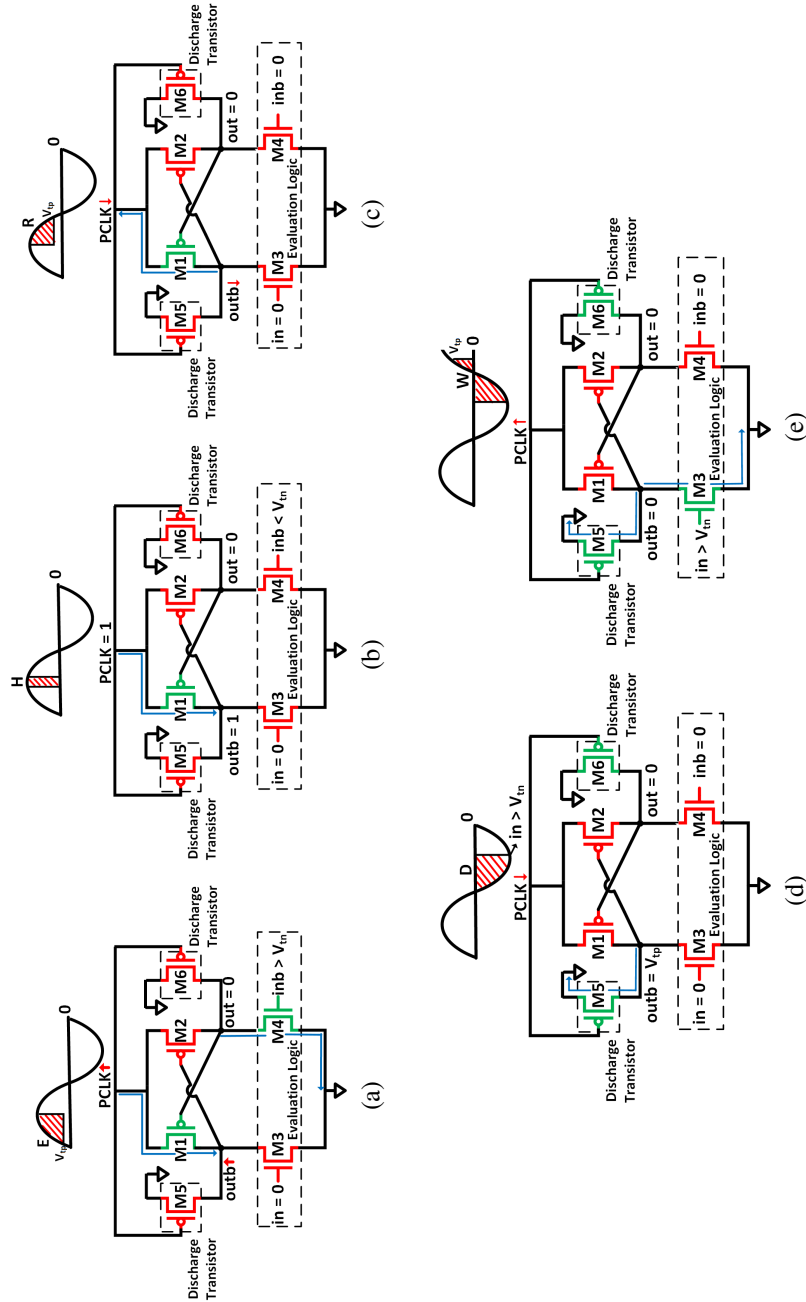 E
V_tp
0
PCLK↑
Discharge
Transistor
Discharge
Transistor
M5
M1
M2
M6
outb↑
out = 0
in = 0
M3
Evaluation Logic
M4
inb > V_tn
(a)
H
0
PCLK = 1
Discharge
Transistor
Discharge
Transistor
M5
M1
M2
M6
outb = 1
out = 0
in = 0
M3
Evaluation Logic
M4
inb < V_tn
(b)
R
V_tp
0
PCLK↓
Discharge
Transistor
Discharge
Transistor
M5
M1
M2
M6
outb↓
out = 0
in = 0
M3
Evaluation Logic
M4
inb = 0
(c)
D
0
in > V_tn
PCLK↓
Discharge
Transistor
Discharge
Transistor
M5
M1
M2
M6
outb = V_tp
out = 0
in = 0
M3
Evaluation Logic
M4
inb = 0
(d)
W
V_tp
0
PCLK↑
Discharge
Transistor
Discharge
Transistor
M5
M1
M2
M6
outb = 0
out = 0
in > V_tn
M3
Evaluation Logic
M4
inb = 0
(e)